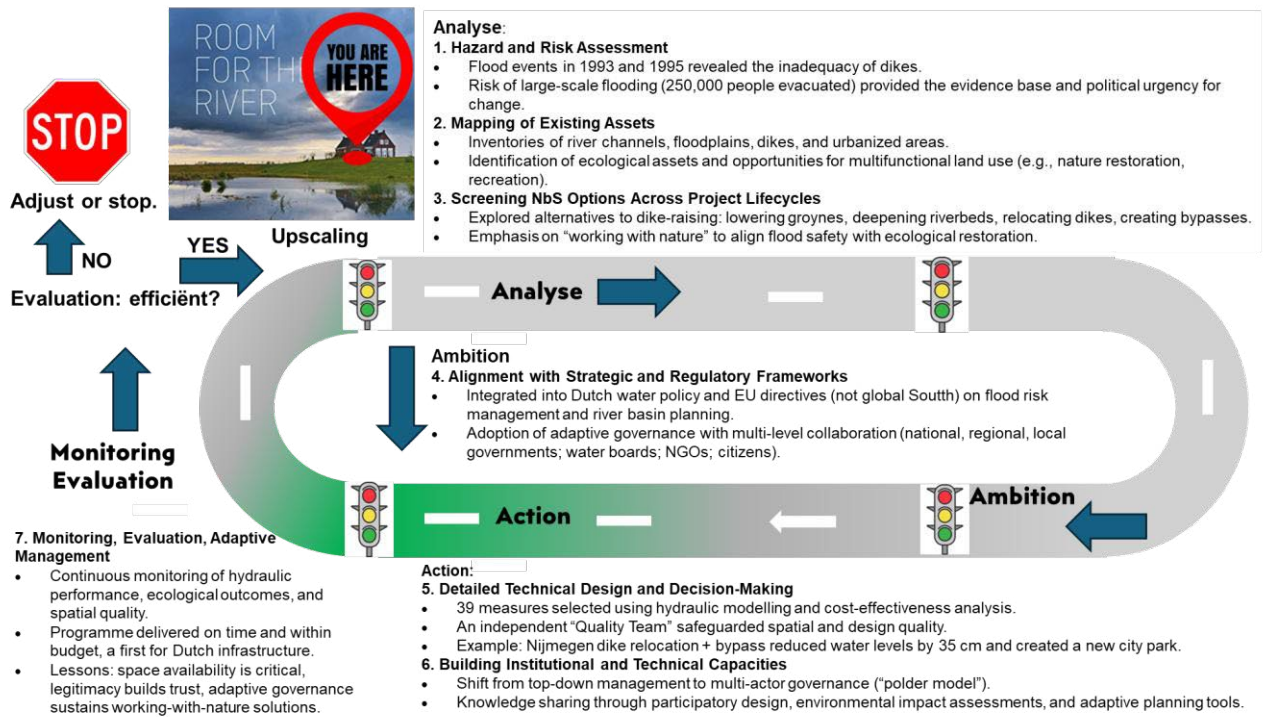 ROOM
FOR THE
RIVER
YOU ARE
HERE
STOP
Adjust or stop.
NO
YES
Upscaling
Evaluation: efficiënt?
Monitoring
Evaluation
Analyse:
1. Hazard and Risk Assessment
• Flood events in 1993 and 1995 revealed the inadequacy of dikes.
• Risk of large-scale flooding (250,000 people evacuated) provided the evidence base and political urgency for
change.
2. Mapping of Existing Assets
• Inventories of river channels, floodplains, dikes, and urbanized areas.
• Identification of ecological assets and opportunities for multifunctional land use (e.g., nature restoration,
recreation).
3. Screening NbS Options Across Project Lifecycles
• Explored alternatives to dike-raising: lowering groynes, deepening riverbeds, relocating dikes, creating bypasses.
• Emphasis on “working with nature” to align flood safety with ecological restoration.
Analyse
Ambition
4. Alignment with Strategic and Regulatory Frameworks
• Integrated into Dutch water policy and EU directives (not global Soutth) on flood risk
management and river basin planning.
• Adoption of adaptive governance with multi-level collaboration (national, regional, local
governments; water boards; NGOs; citizens).
Ambition
Action
Action:
5. Detailed Technical Design and Decision-Making
• 39 measures selected using hydraulic modelling and cost-effectiveness analysis.
• An independent “Quality Team” safeguarded spatial and design quality.
• Example: Nijmegen dike relocation + bypass reduced water levels by 35 cm and created a new city park.
6. Building Institutional and Technical Capacities
• Shift from top-down management to multi-actor governance (“polder model”).
• Knowledge sharing through participatory design, environmental impact assessments, and adaptive planning tools.
7. Monitoring, Evaluation, Adaptive
Management
• Continuous monitoring of hydraulic
performance, ecological outcomes, and
spatial quality.
• Programme delivered on time and within
budget, a first for Dutch infrastructure.
• Lessons: space availability is critical,
legitimacy builds trust, adaptive governance
sustains working-with-nature solutions.